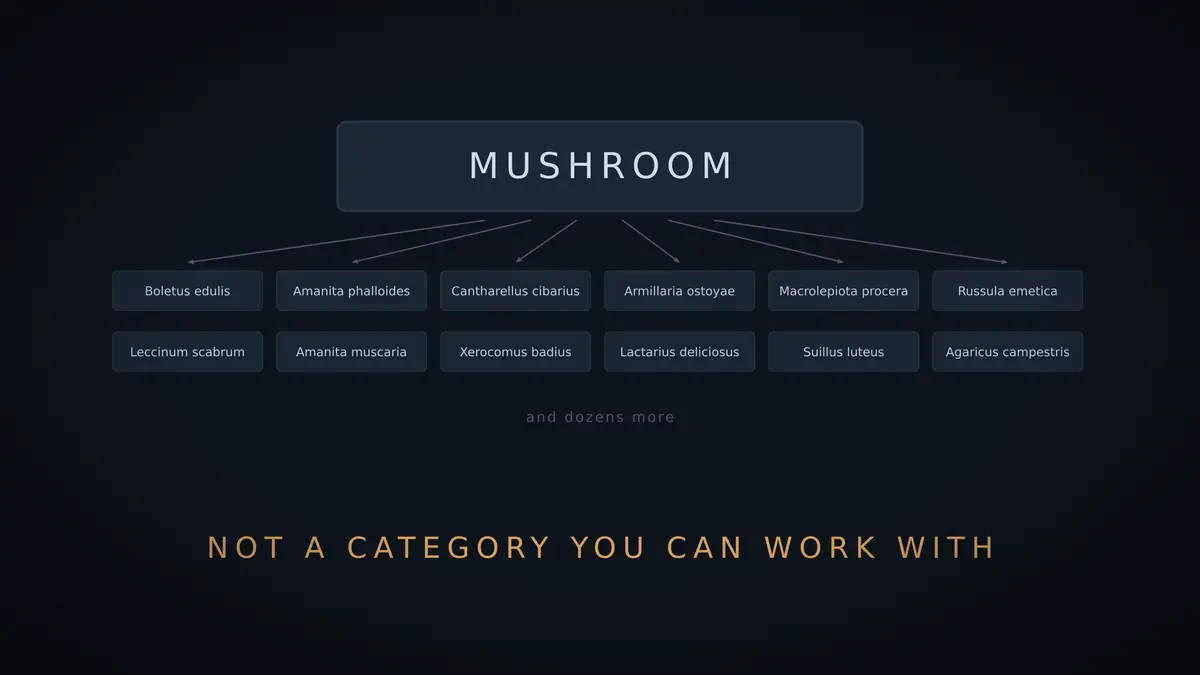 MUSHROOM
Boletus edulis Amanita phalloides Cantharellus cibarius Armillaria ostoyae Macrolepiota procera Russula emetica
Leccinum scabrum Amanita muscaria Xerocomus badius Lactarius deliciosus Suillus luteus Agaricus campestris
and dozens more
NOT A CATEGORY YOU CAN WORK WITH